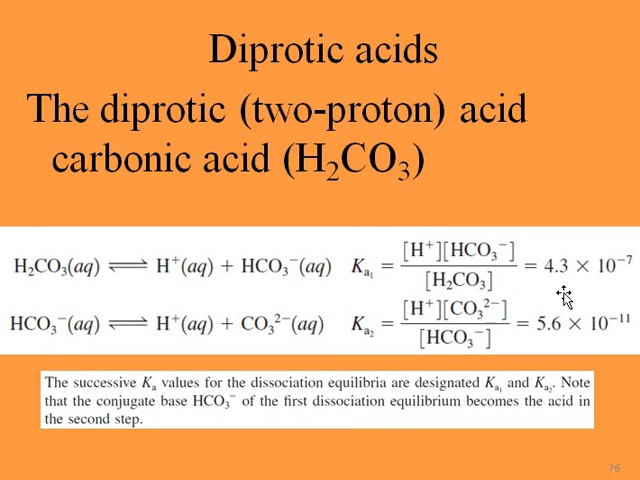 Diprotic acids
The diprotic (two-proton) acid
carbonic acid (H₂CO₃)
H₂CO₃(aq) ⇌ H⁺(aq) + HCO₃⁻(aq) Kₐ₁ = [H⁺][HCO₃⁻] / [H₂CO₃] = 4.3 × 10⁻⁷
HCO₃⁻(aq) ⇌ H⁺(aq) + CO₃²⁻(aq) Kₐ₂ = [H⁺][CO₃²⁻] / [HCO₃⁻] = 5.6 × 10⁻¹¹
The successive Kₐ values for the dissociation equilibria are designated Kₐ₁ and Kₐ₂. Note
that the conjugate base HCO₃⁻ of the first dissociation equilibrium becomes the acid in
the second step.
76